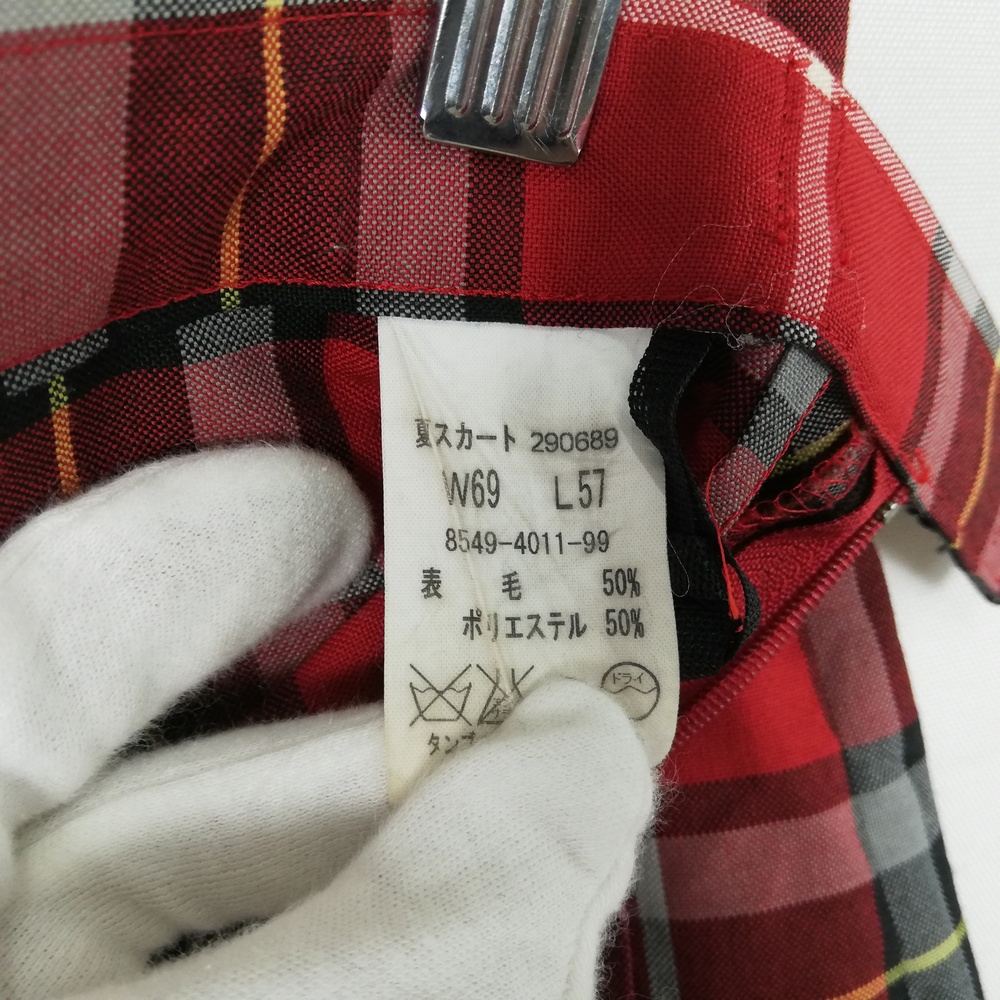 夏スカート 290689
W69 L57
8549-4011-99
表 毛 50%
ポリエステル 50%
ドライ